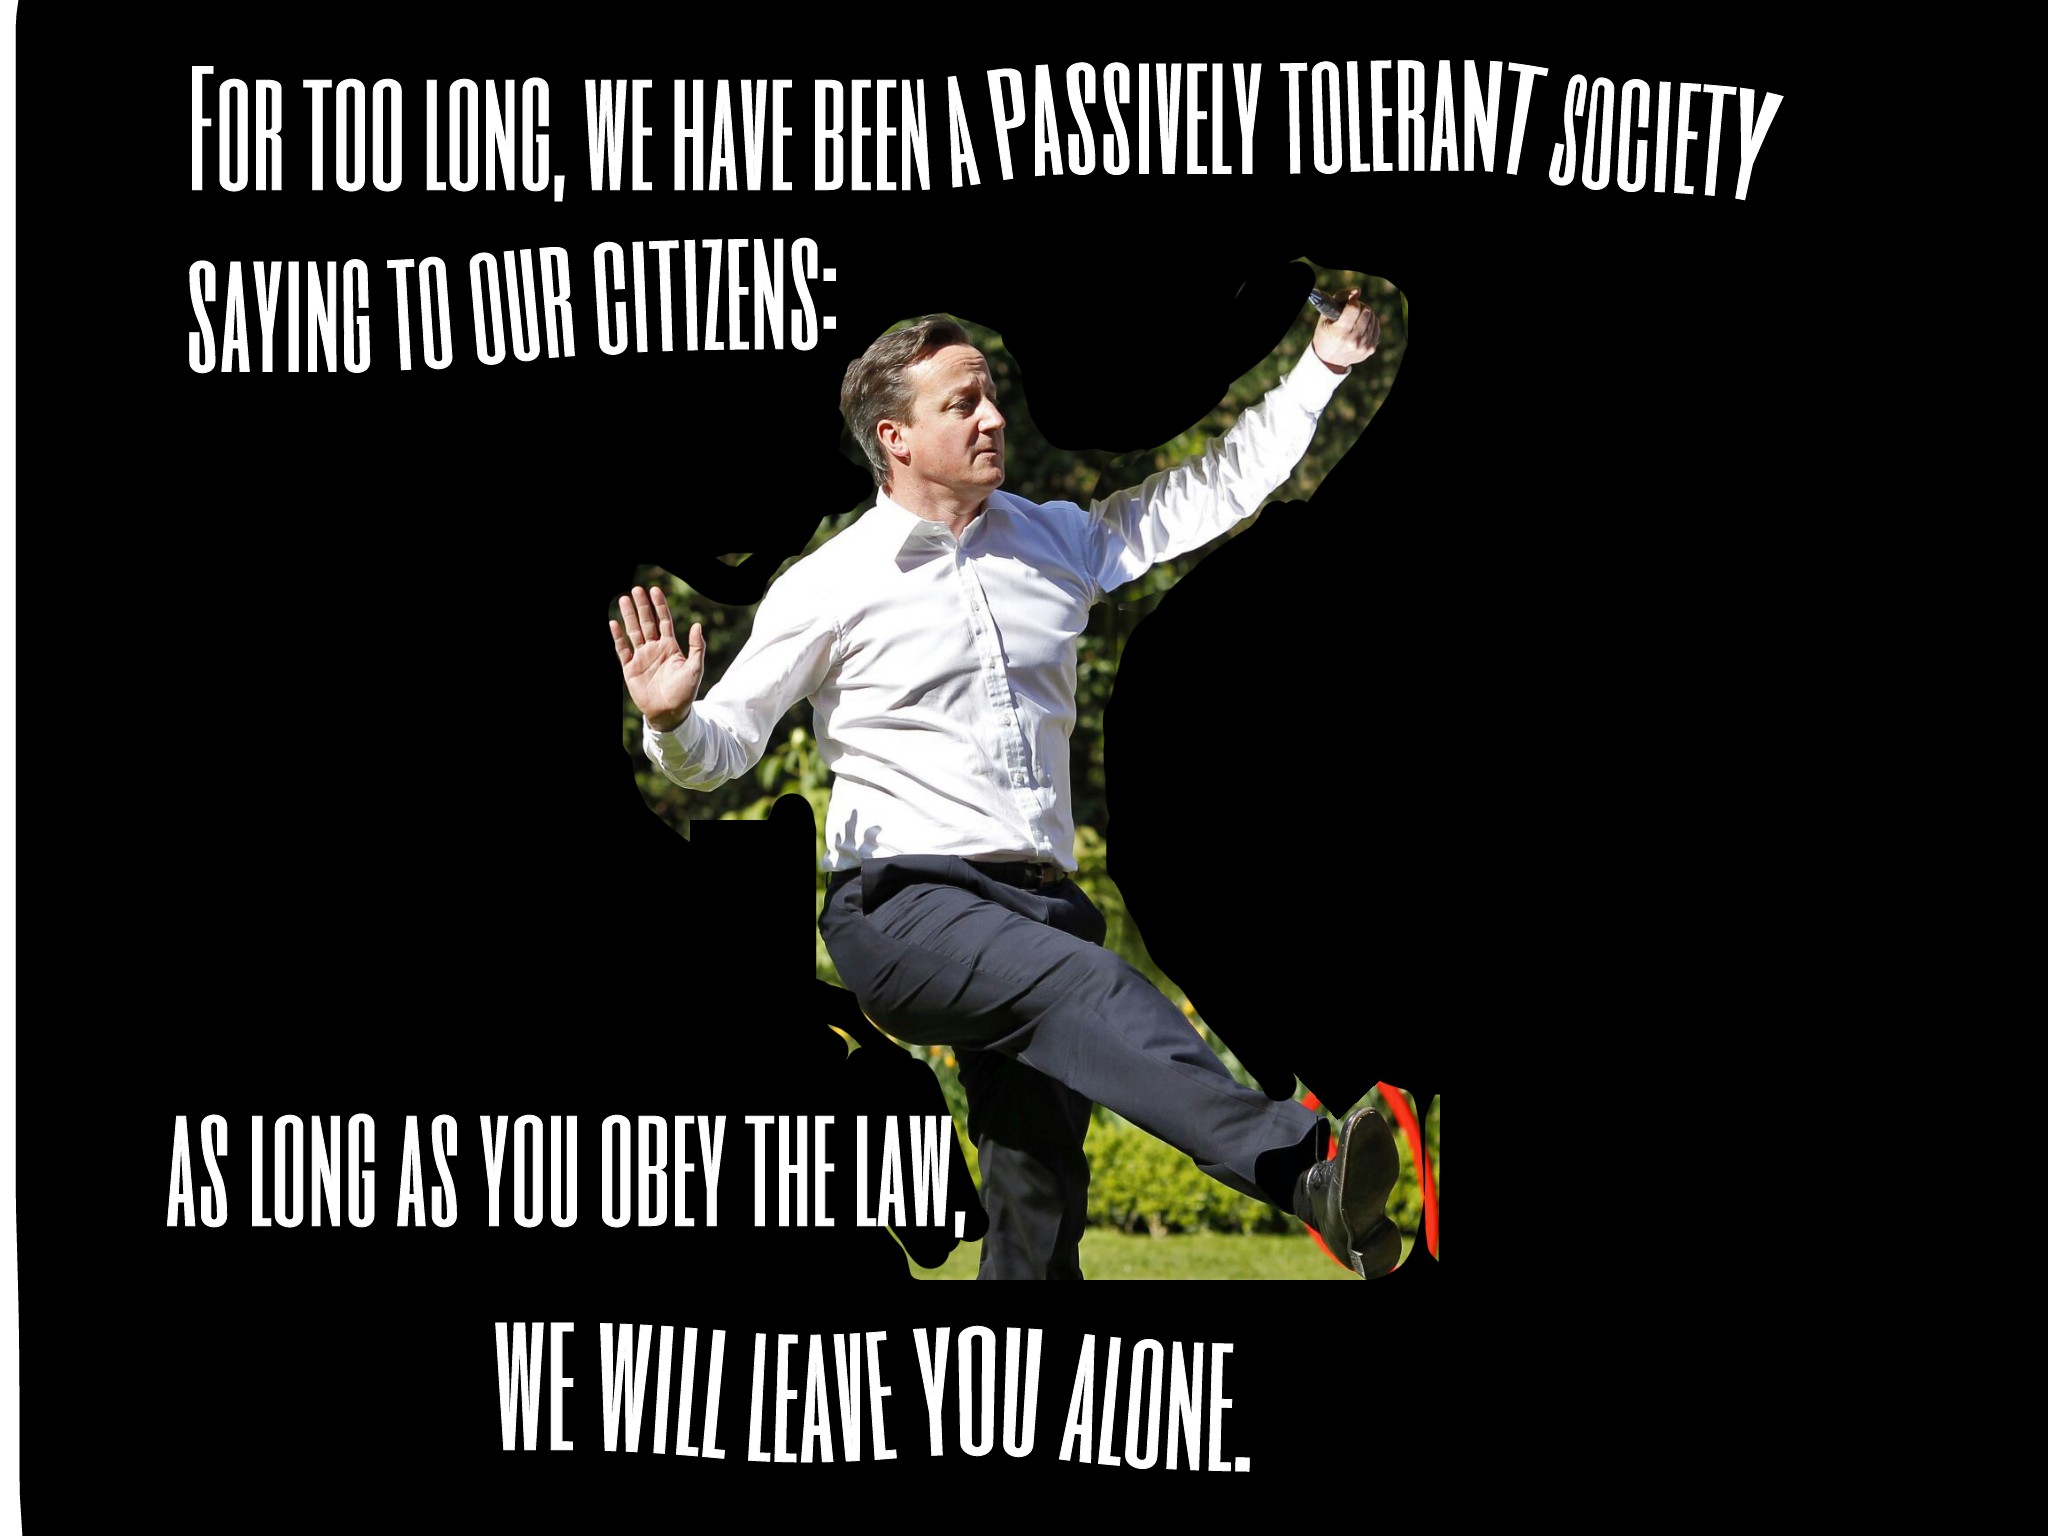 For too long, we have been a passively tolerant society
saying to our citizens:
as long as you obey the law,
we will leave you alone.